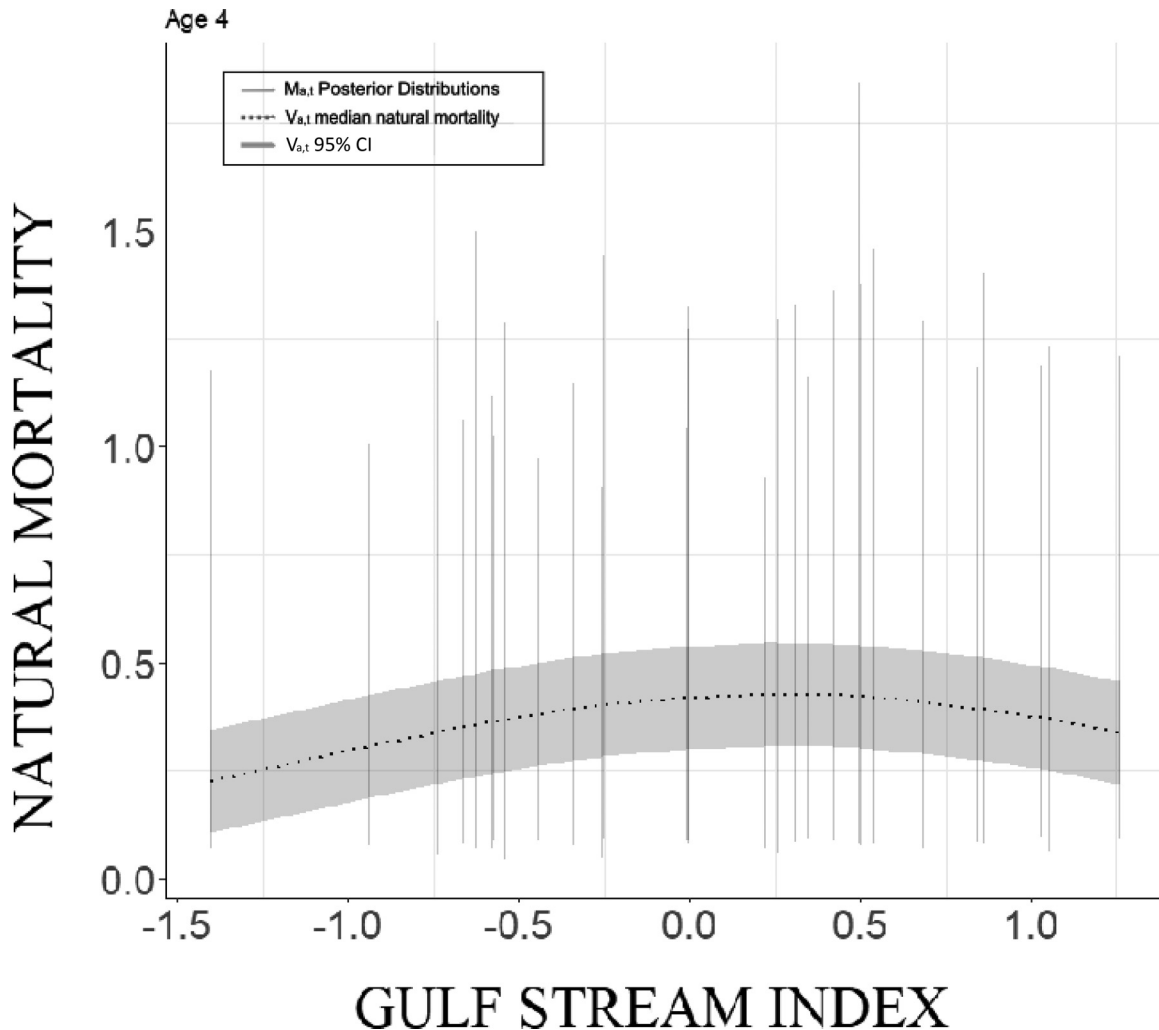 Age 4
Ma,t Posterior Distributions
Va,t median natural mortality
Va,t 95% CI
NATURAL MORTALITY
1.5
1.0
0.5
0.0
-1.5 -1.0 -0.5 0.0 0.5 1.0
GULF STREAM INDEX